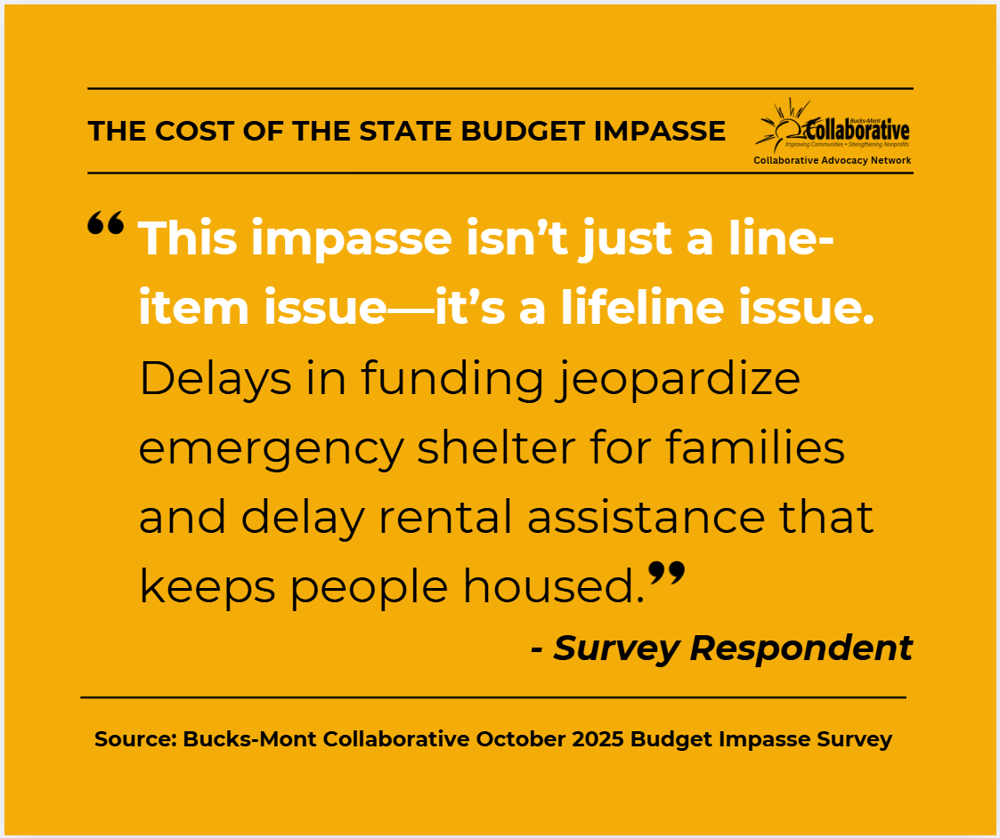 THE COST OF THE STATE BUDGET IMPASSE
Bucks-Mont
Collaborative
Improving Communities • Strengthening Nonprofits
Collaborative Advocacy Network
“This impasse isn’t just a line-
item issue—it’s a lifeline issue.
Delays in funding jeopardize
emergency shelter for families
and delay rental assistance that
keeps people housed.”
- Survey Respondent
Source: Bucks-Mont Collaborative October 2025 Budget Impasse Survey